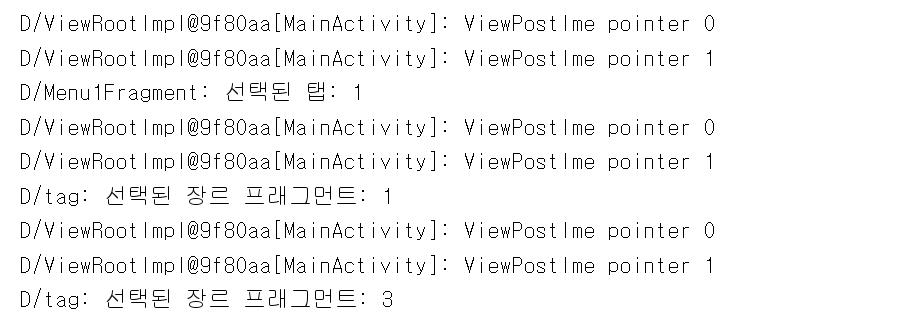 D/ViewRootImpl@9f80aa[MainActivity]: ViewPostIme pointer 0
D/ViewRootImpl@9f80aa[MainActivity]: ViewPostIme pointer 1
D/Menu1Fragment: 선택된 탭: 1
D/ViewRootImpl@9f80aa[MainActivity]: ViewPostIme pointer 0
D/ViewRootImpl@9f80aa[MainActivity]: ViewPostIme pointer 1
D/tag: 선택된 장르 프래그먼트: 1
D/ViewRootImpl@9f80aa[MainActivity]: ViewPostIme pointer 0
D/ViewRootImpl@9f80aa[MainActivity]: ViewPostIme pointer 1
D/tag: 선택된 장르 프래그먼트: 3